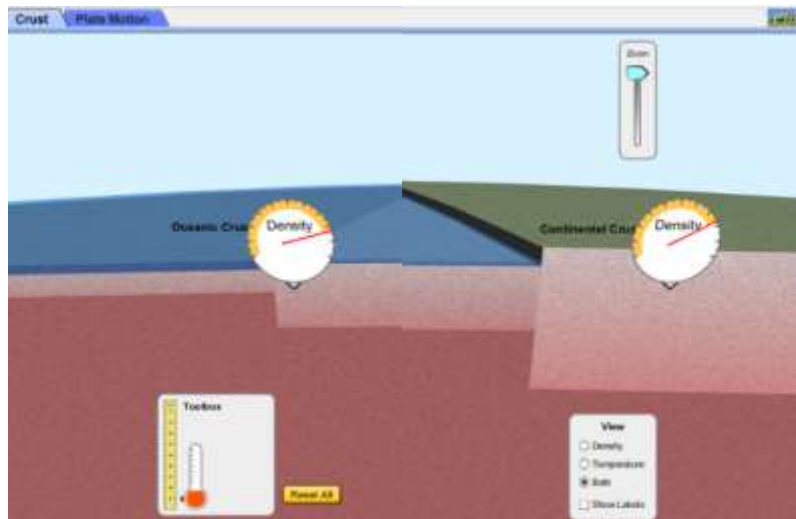 Crust
Plate Motion
Zoom
Oceanic Crust
Density
Continental Crust
Density
Toolbox
Reset All
View
Density
Temperature
Both
Show Labels